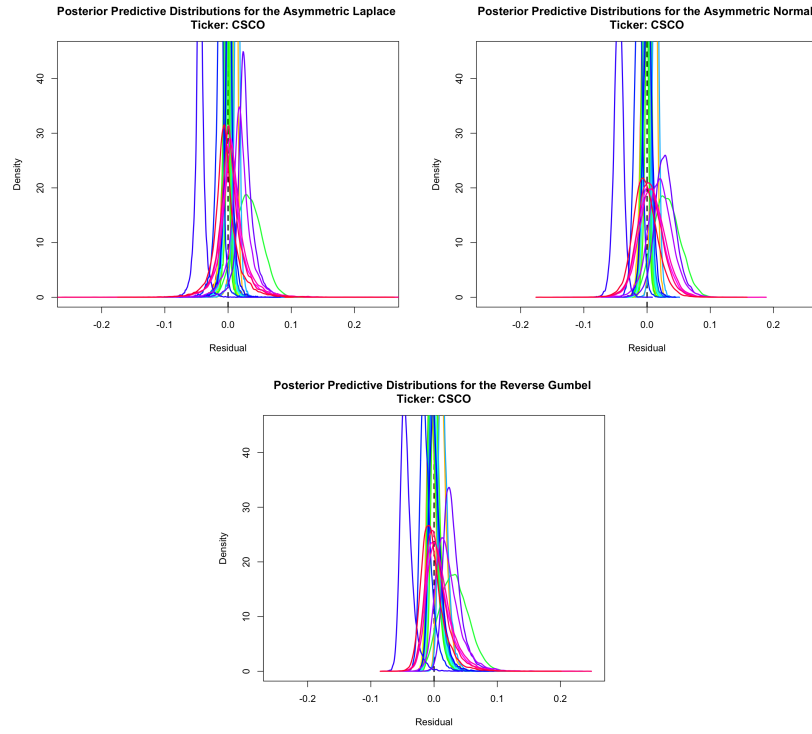 Posterior Predictive Distributions for the Asymmetric Laplace
Ticker: CSCO
Density
0
10
20
30
40
-0.2
-0.1
0.0
0.1
0.2
Residual
Posterior Predictive Distributions for the Asymmetric Normal
Ticker: CSCO
Density
0
10
20
30
40
-0.2
-0.1
0.0
0.1
0.2
Residual
Posterior Predictive Distributions for the Reverse Gumbel
Ticker: CSCO
Density
0
10
20
30
40
-0.2
-0.1
0.0
0.1
0.2
Residual